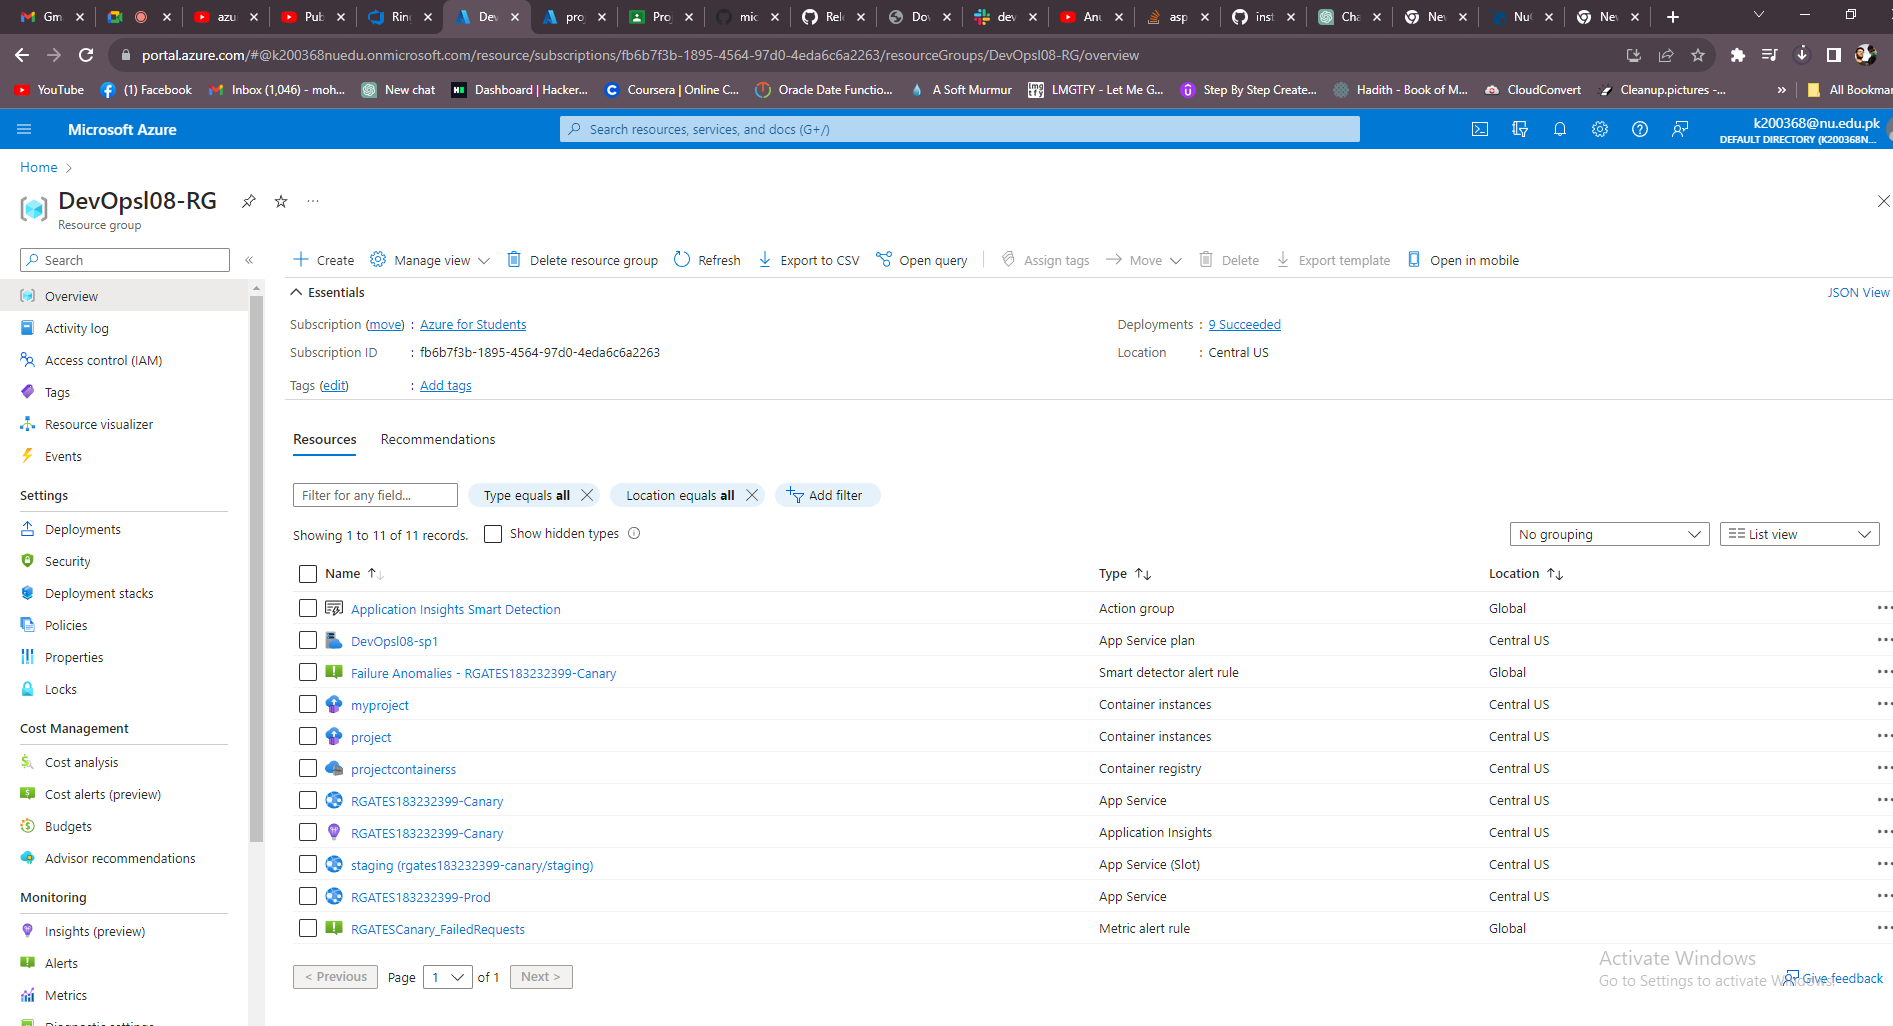 Gm
azu
Pub
Rin
Dev
pro
Proj
mic
Rel
Do
dev
Anu
asp
inst
Cha
Nev
NuG
Nev
portal.azure.com/#@k200368nuedu.onmicrosoft.com/resource/subscriptions/fb6b7f3b-1895-4564-97d0-4eda6c6a2263/resourceGroups/DevOpsl08-RG/overview
YouTube
(1) Facebook
Inbox (1,046) - moh...
New chat
Dashboard | Hacker...
Coursera | Online C...
Oracle Date Functio...
A Soft Murmur
LMGTFY - Let Me G...
Step By Step Create...
Hadith - Book of M...
CloudConvert
Cleanup.pictures -...
»
All Bookmar
Microsoft Azure
Search resources, services, and docs (G+/)
k200368@nu.edu.pk
DEFAULT DIRECTORY (K200368N...
Home >
DevOpsl08-RG
Resource group
Search
«
Create
Manage view
Delete resource group
Refresh
Export to CSV
Open query
Assign tags
Move
Delete
Export template
Open in mobile
Overview
Activity log
Access control (IAM)
Tags
Resource visualizer
Events
Settings
Deployments
Security
Deployment stacks
Policies
Properties
Locks
Cost Management
Cost analysis
Cost alerts (preview)
Budgets
Advisor recommendations
Monitoring
Insights (preview)
Alerts
Metrics
Diagnostic settings
Essentials
JSON View
Subscription (move) : Azure for Students
Deployments : 9 Succeeded
Subscription ID : fb6b7f3b-1895-4564-97d0-4eda6c6a2263
Location : Central US
Tags (edit) : Add tags
Resources
Recommendations
Filter for any field...
Type equals all
Location equals all
Add filter
Showing 1 to 11 of 11 records.
Show hidden types
No grouping
List view
Name Type Location
Application Insights Smart Detection Action group Global
DevOpsl08-sp1 App Service plan Central US
Failure Anomalies - RGATES183232399-Canary Smart detector alert rule Global
myproject Container instances Central US
project Container instances Central US
projectcontainerss Container registry Central US
RGATES183232399-Canary App Service Central US
RGATES183232399-Canary Application Insights Central US
staging (rgates183232399-canary/staging) App Service (Slot) Central US
RGATES183232399-Prod App Service Central US
RGATESCanary_FailedRequests Metric alert rule Global
< Previous Page 1 of 1 Next >
Activate Windows
Go to Settings to activate Windows.
Give feedback